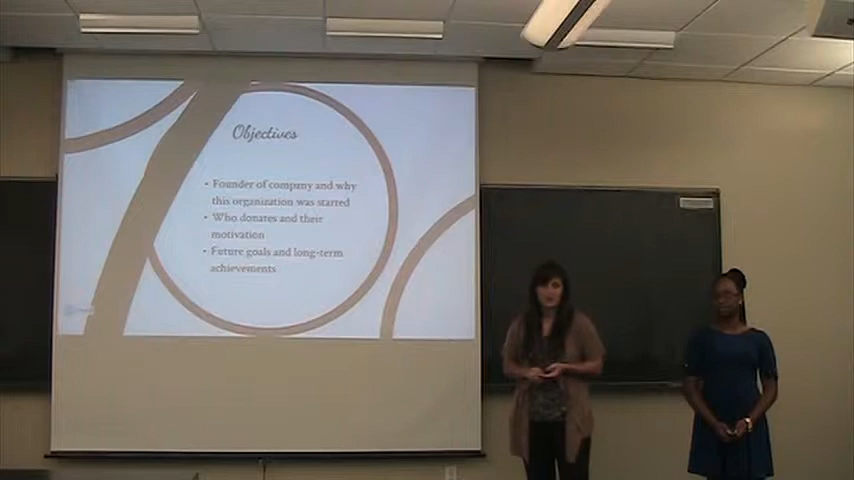 Objectives
• Founder of company and why
this organization was started
• Who donates and their
motivation
• Future goals and long-term
achievements